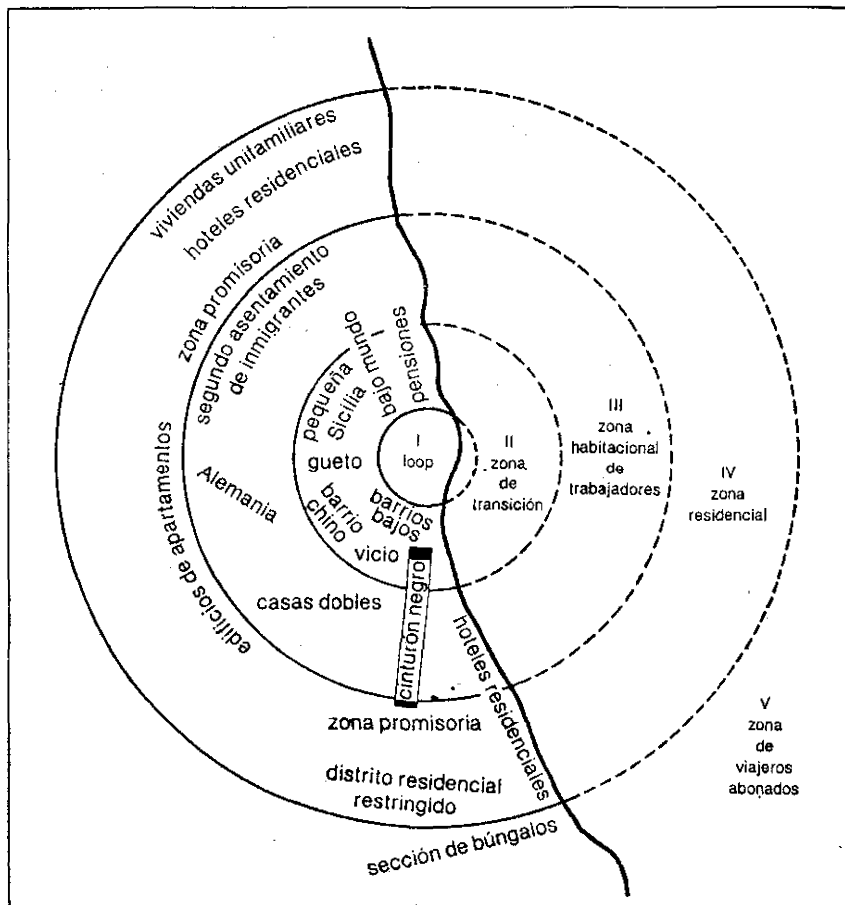 viviendas unifamiliares
hoteles residenciales
zona promisoria
segundo asentamiento
de inmigrantes
bajo mundo
pensiones
pequeña
Sicilia
gueto
barrio
chino
vicio
barrios
bajos
I
loop
II
zona
de
transición
III
zona
habitacional
de
trabajadores
IV
zona
residencial
V
zona
de
viajeros
abonados
Alemania
edificios de apartamentos
casas dobles
cinturón negro
hoteles residenciales
zona promisoria
distrito residencial
restringido
sección de búngalos